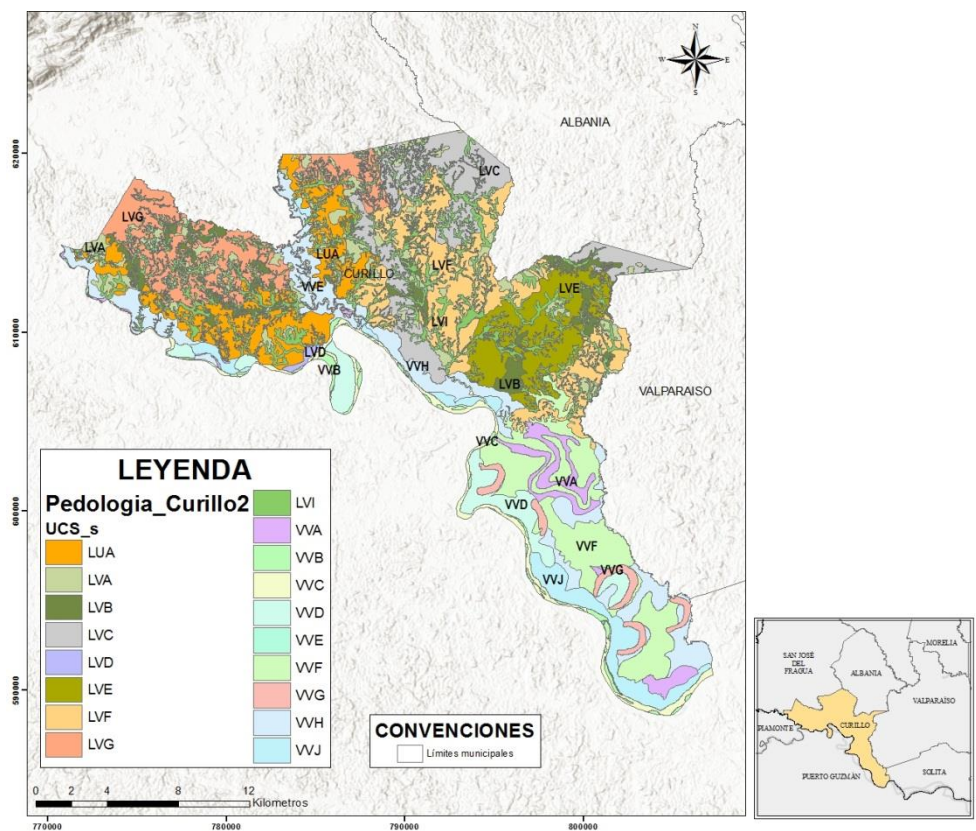 N
W E
S
ALBANIA
620000
LVC
LVG
LVA
LUA
CURILLO
LVF
VVE
LVE
LVI
610000
LVD
VVB
VVH
LVB
VALPARAISO
VVC
VVA
LEYENDA
Pedologia_Curillo2
UCS_s
LUA
LVA
LVB
LVC
LVD
LVE
LVF
LVG
LVI
VVA
VVB
VVC
VVD
VVE
VVF
VVG
VVH
VVJ
600000
VVD
VVF
VVG
VVJ
590000
CONVENCIONES
Límites municipales
0 2 4 8 12
Kilometros
770000 780000 790000 800000
SAN JOSÉ
DEL
FRAGUA
ALBANIA
MORELIA
VALPARAÍSO
CURILLO
PIAMONTE
PUERTO GUZMÁN
SOLITA